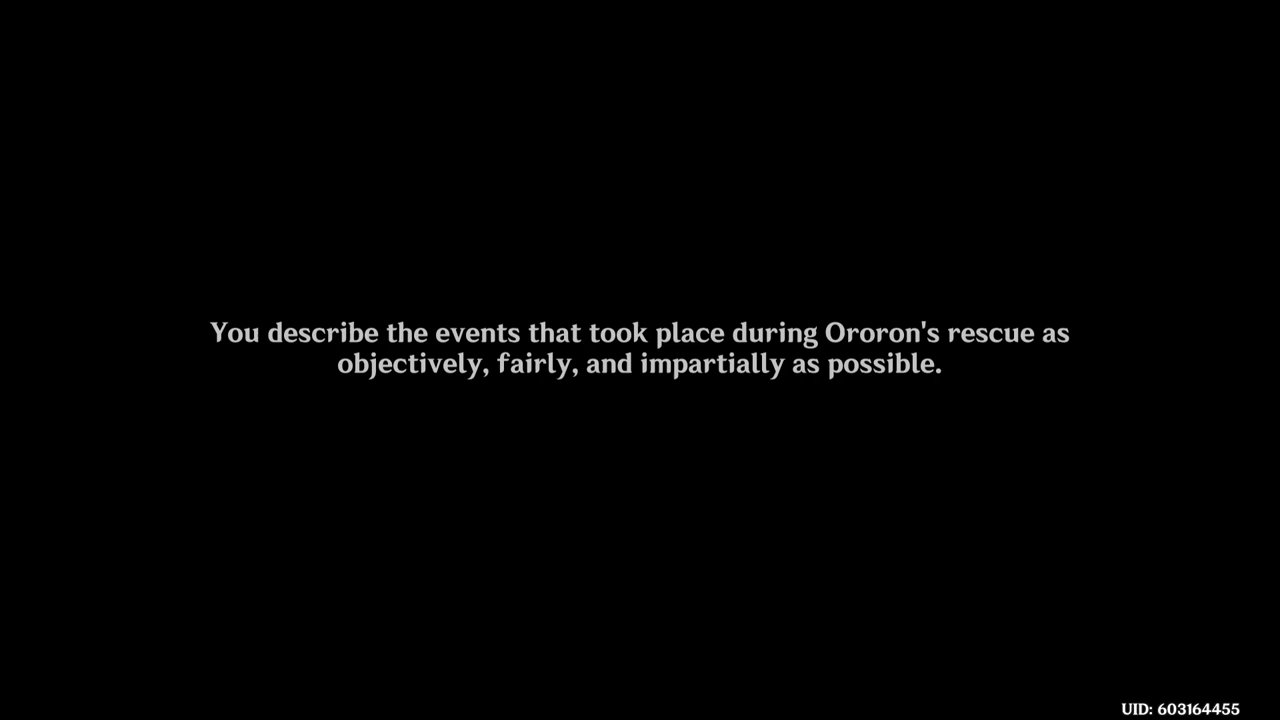 You describe the events that took place during Ororon's rescue as
objectively, fairly, and impartially as possible.
UID: 603164455